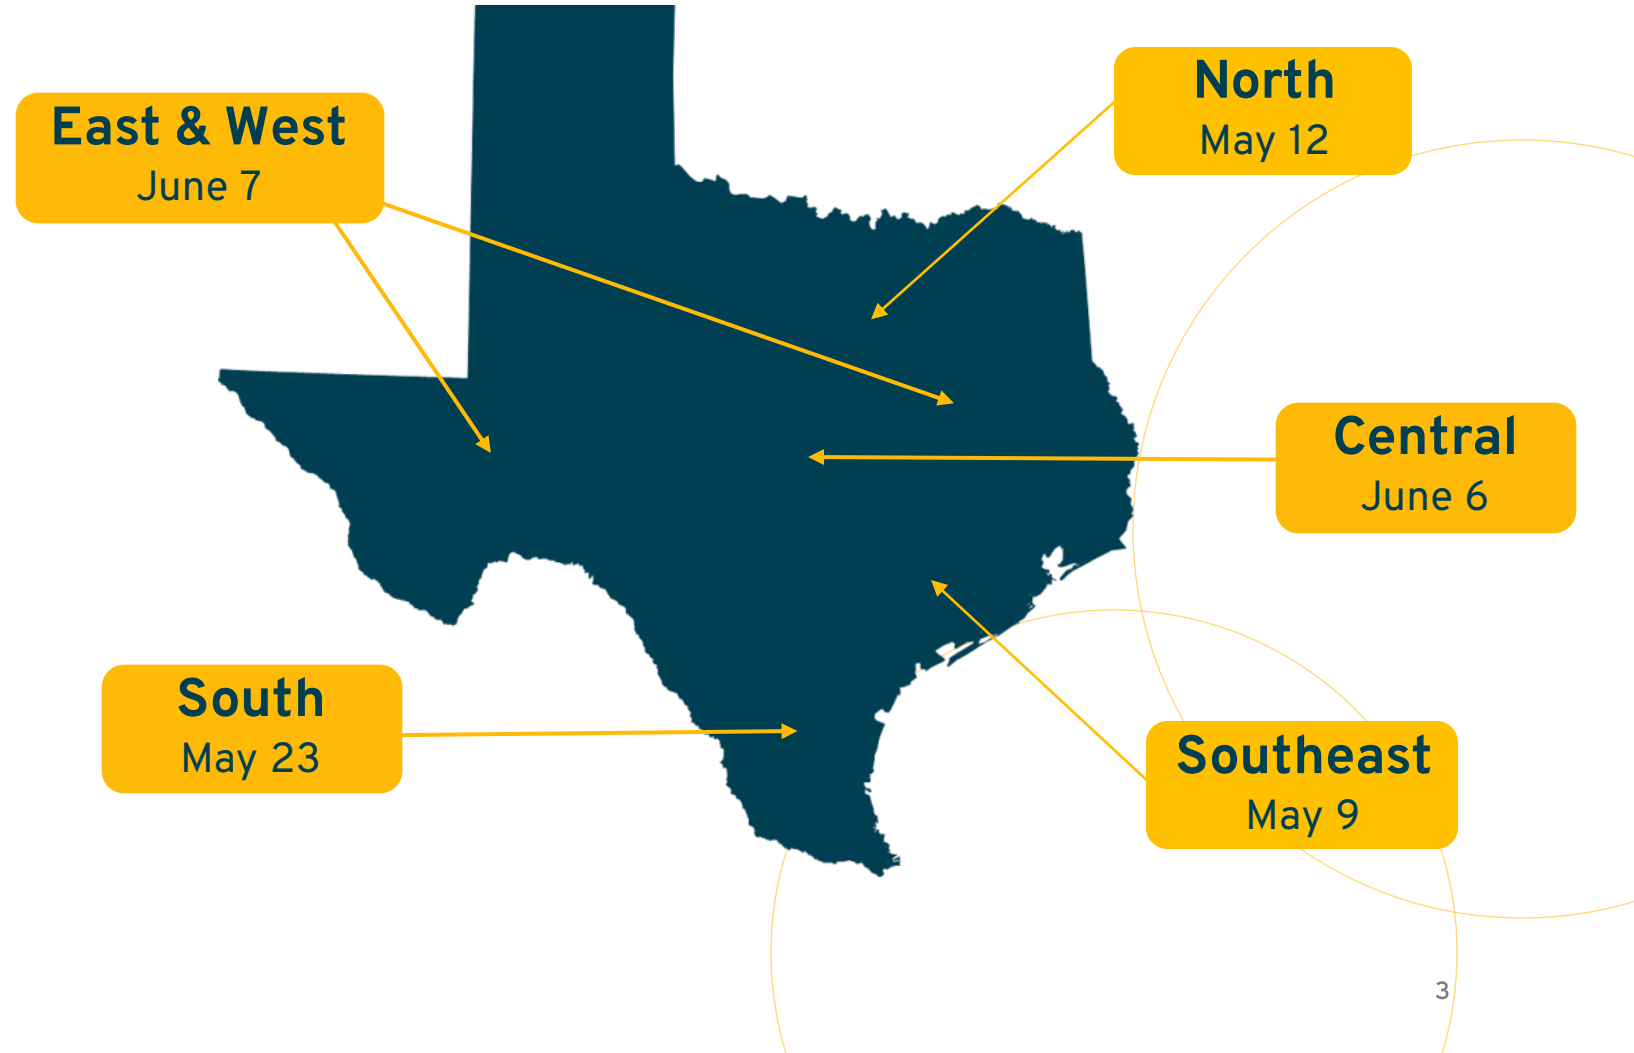 North
May 12
East & West
June 7
Central
June 6
South
May 23
Southeast
May 9
3